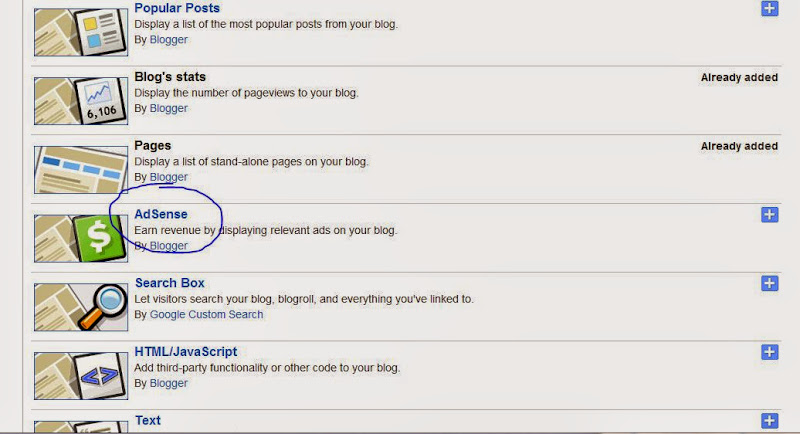 Popular Posts
Display a list of the most popular posts from your blog.
By Blogger
Blog's stats
Already added
Display the number of pageviews to your blog.
6,106
By Blogger
Pages
Already added
Display a list of stand-alone pages on your blog.
By Blogger
AdSense
Earn revenue by displaying relevant ads on your blog.
$
By Blogger
Search Box
Let visitors search your blog, blogroll, and everything you've linked to.
By Google Custom Search
HTML/JavaScript
Add third-party functionality or other code to your blog.
<>
By Blogger
Text